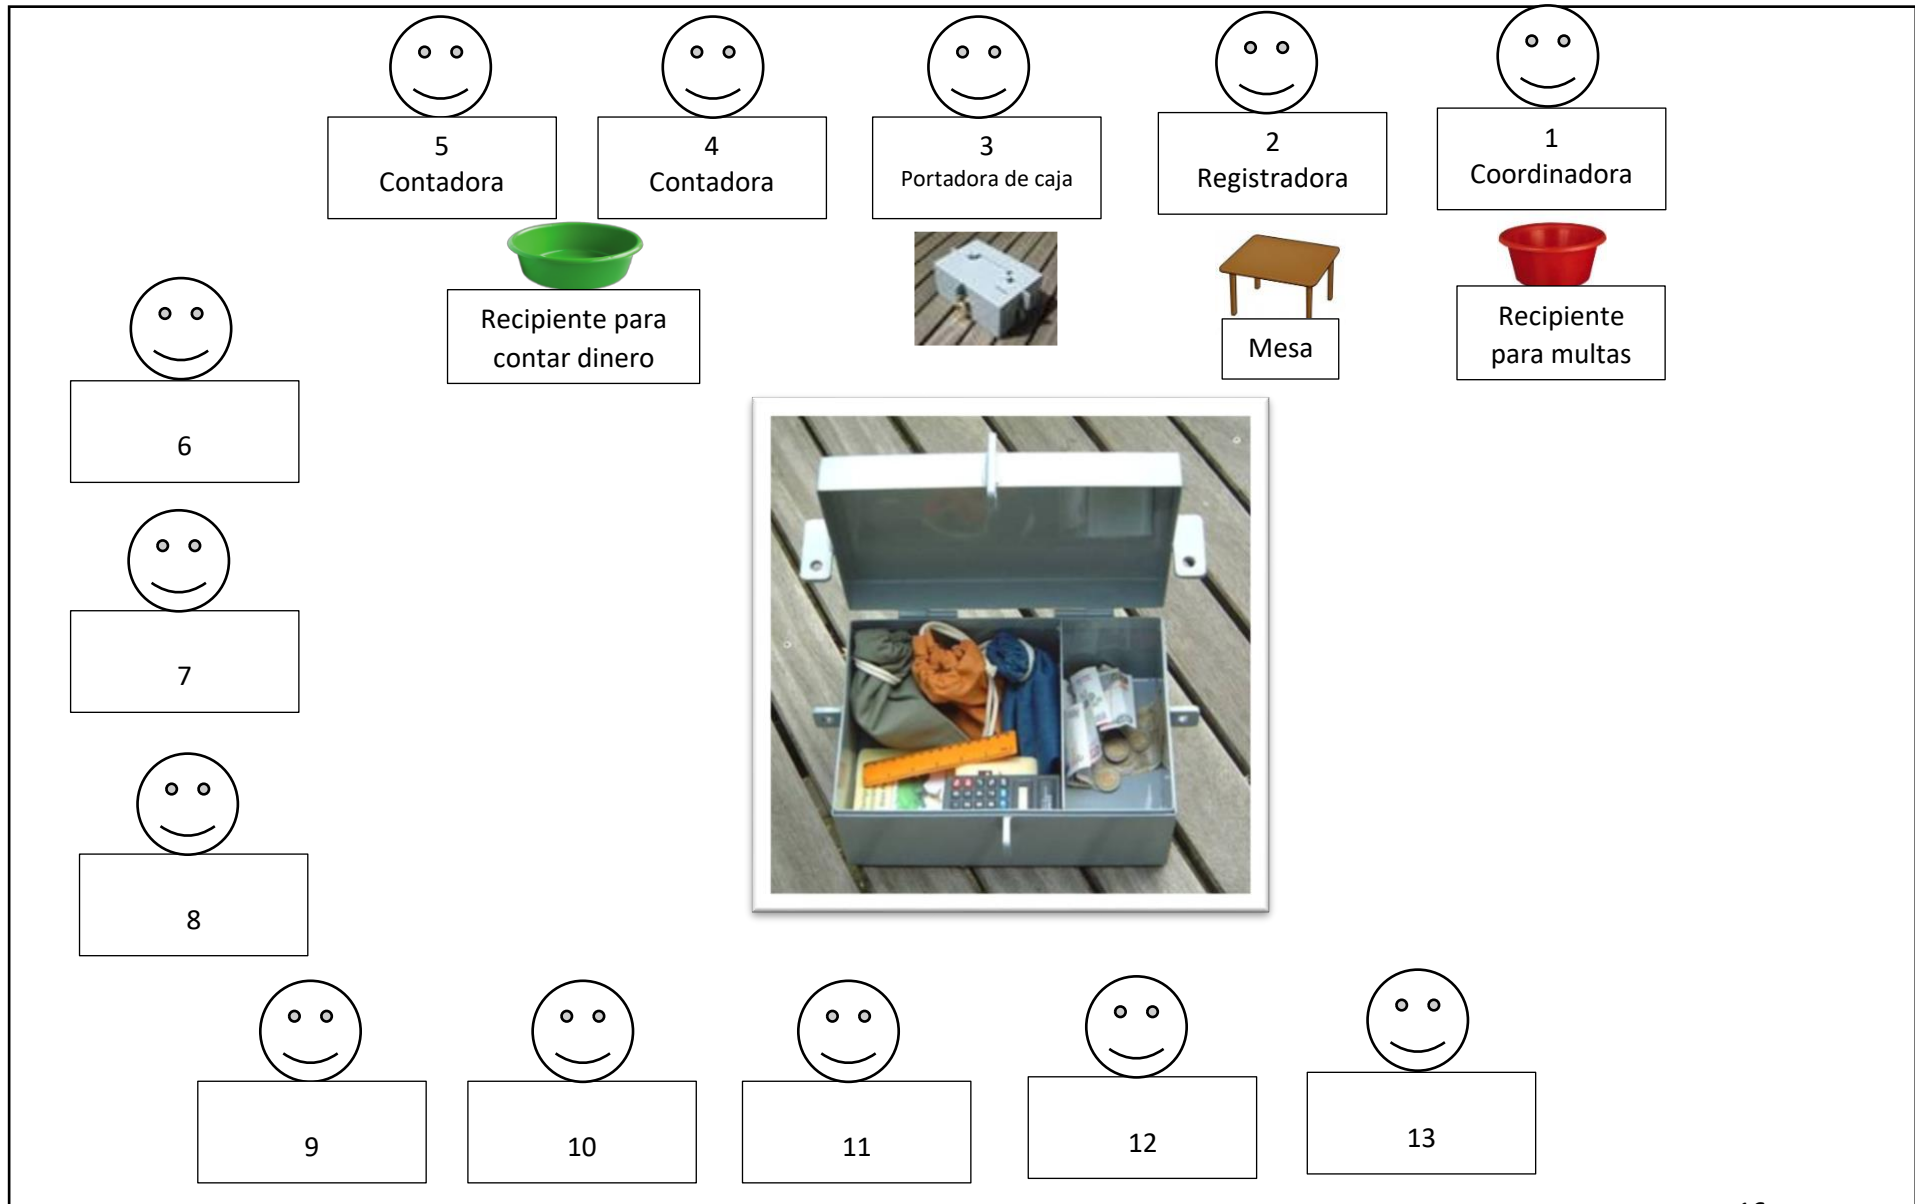 5
Contadora
4
Contadora
3
Portadora de caja
2
Registradora
1
Coordinadora
Recipiente para
contar dinero
Mesa
Recipiente
para multas
6
7
8
9
10
11
12
13